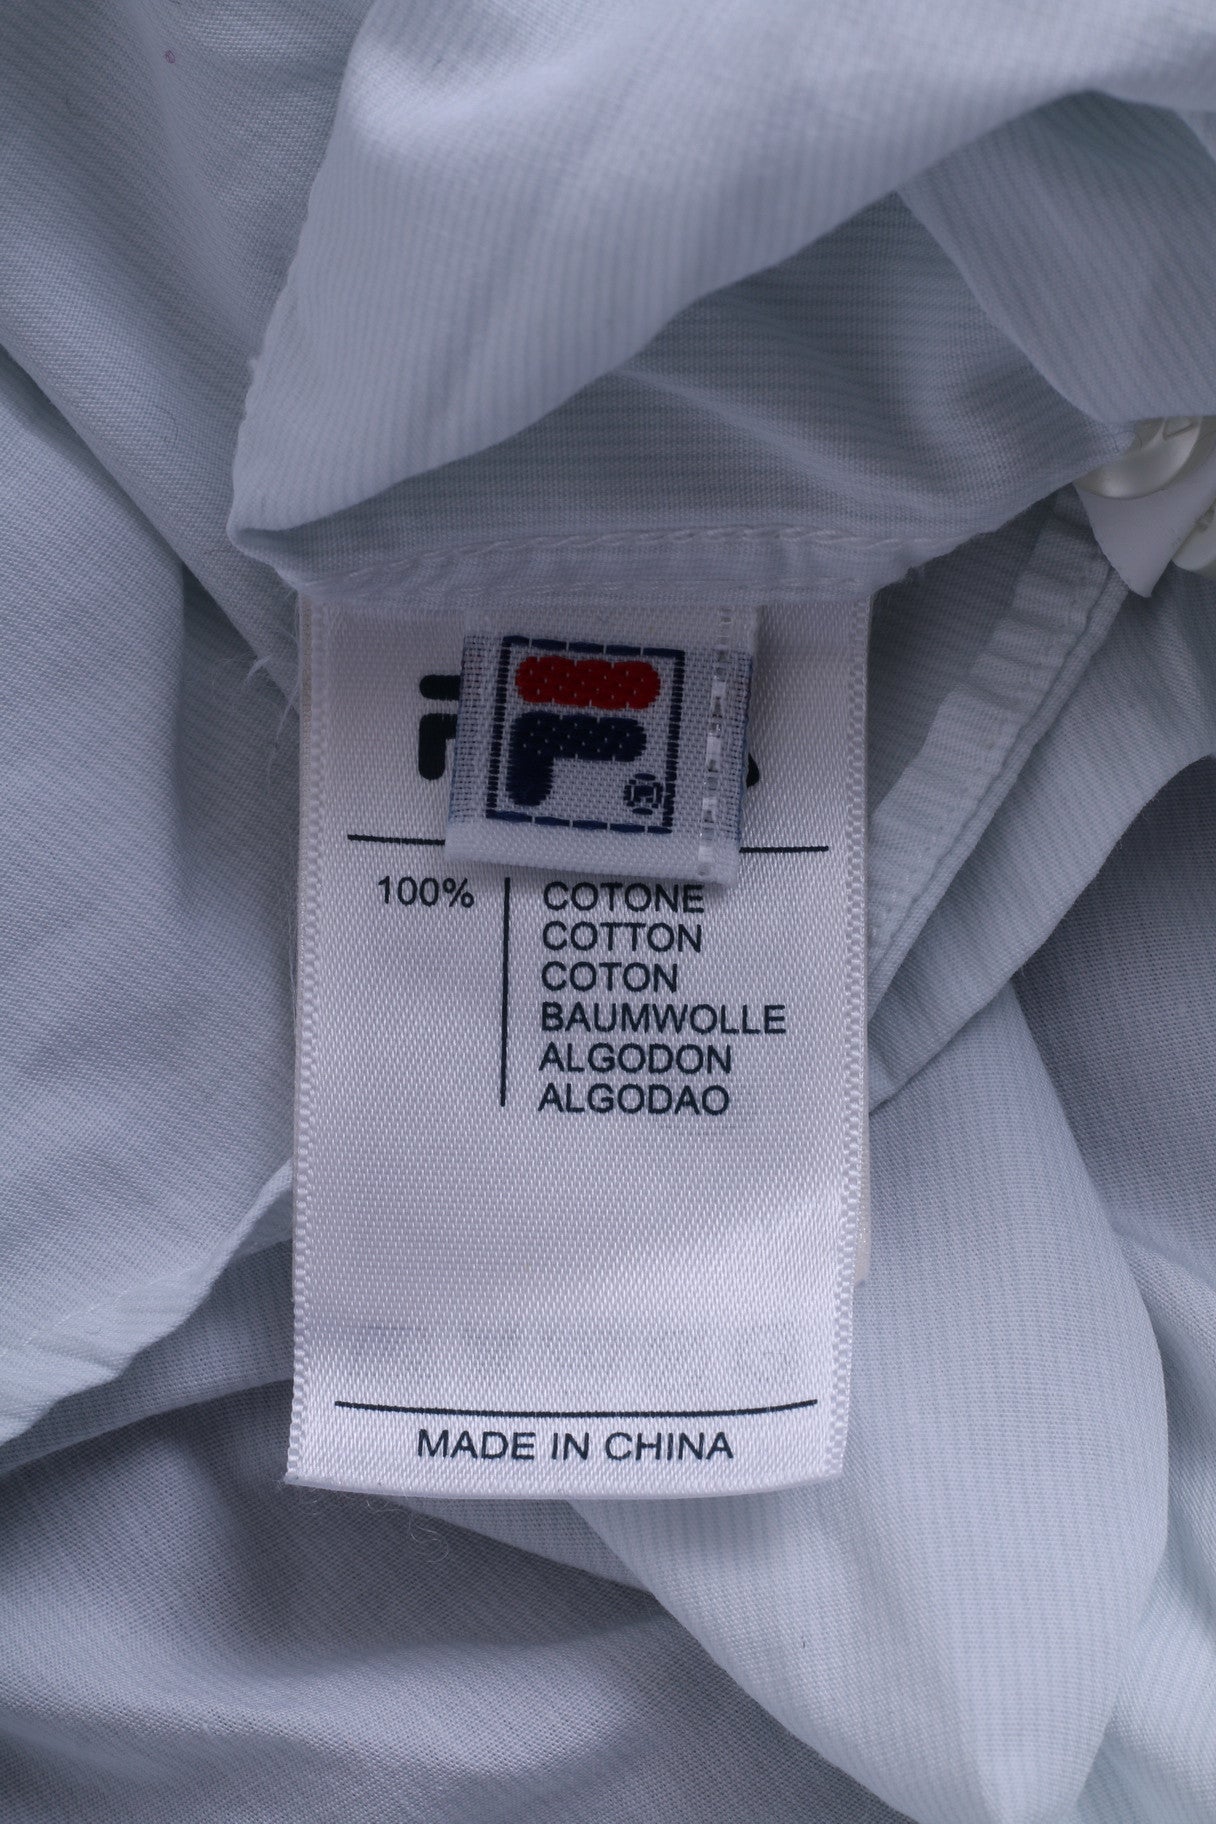 F
®
100%
COTONE
COTTON
COTON
BAUMWOLLE
ALGODON
ALGODAO
MADE IN CHINA